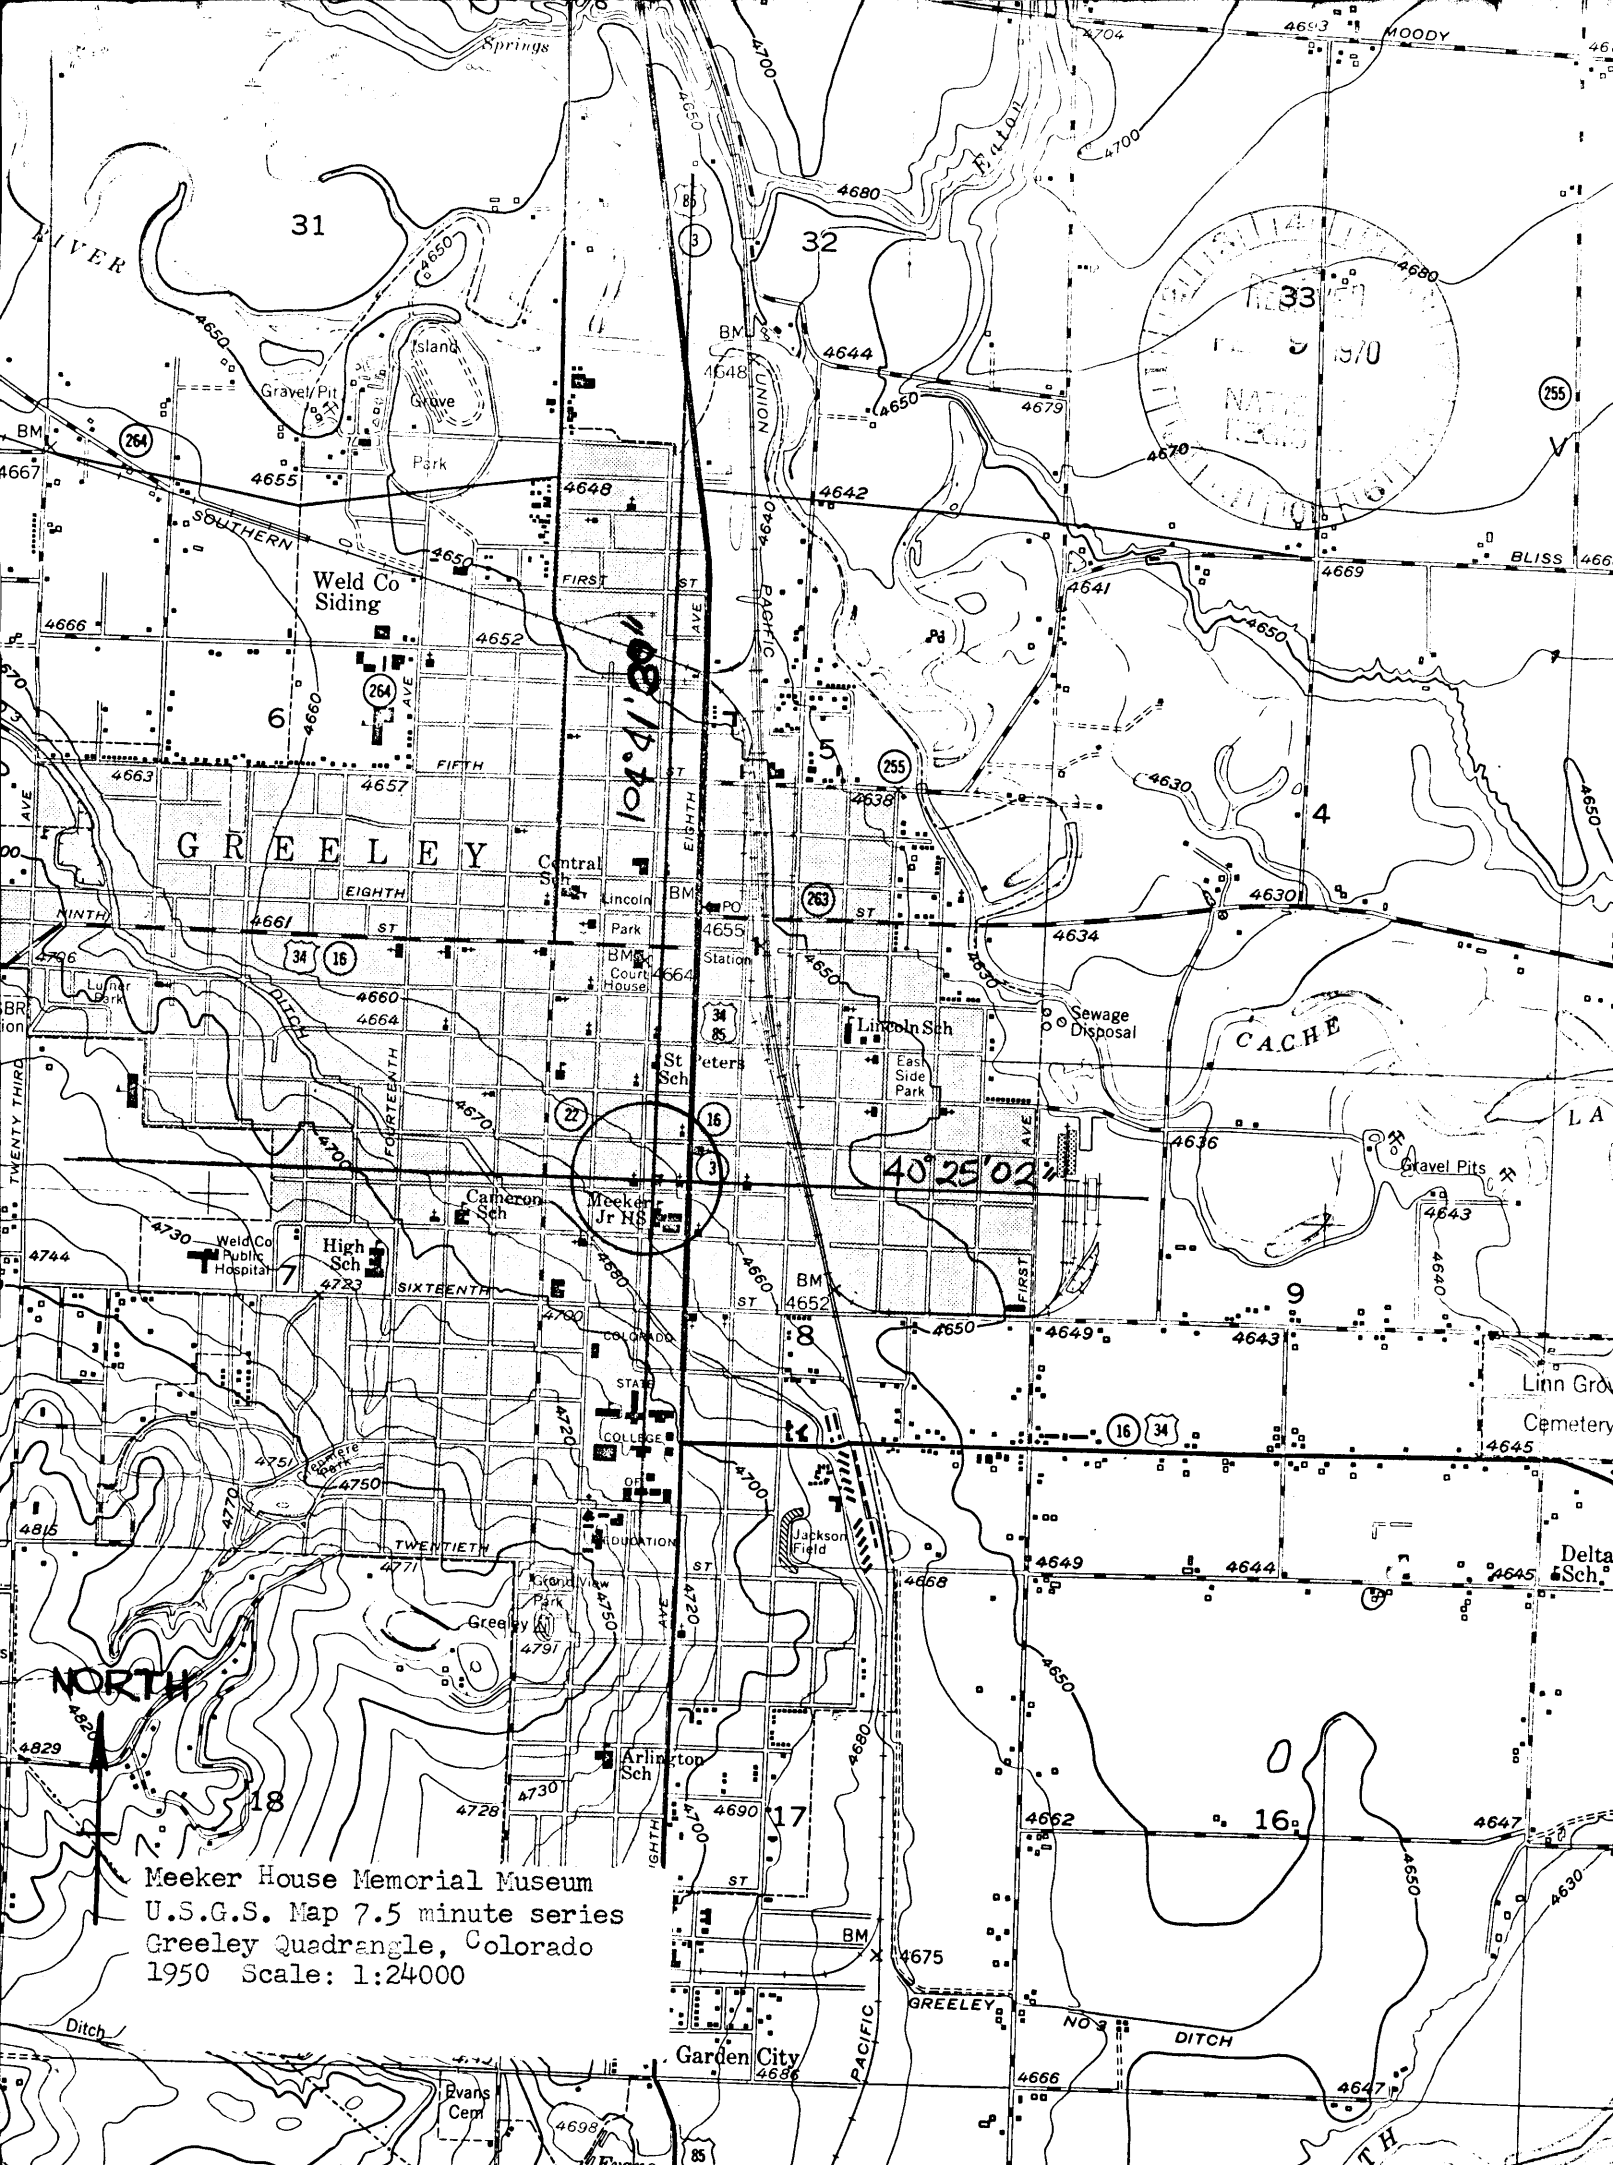 Springs
4693
MOODY
4704
4700
4650
Eaton
4700
4680
85
3
31
32
RIVER
4650
4680
33
9 1970
4650
Island
Gravel Pit
Grove
Park
BM
4648
UNION
4644
4650
4679
255
4670
BM
264
4667
4655
4648
4642
4640
SOUTHERN
4650
Weld Co
Siding
FIRST
ST
AVE
PACIFIC
4641
4669
BLISS
4650
4666
4652
104°41'30"
264
AVE
6
4660
4670
5
255
4663
4657
FIFTH
ST
4638
4630
4
4650
AVE
GREELEY
EIGHTH
Central
Sch
EIGHTH
Lincoln
Park
BM
PO
4655
263
ST
4630
NINTH
4661
ST
34
16
4634
4706
BM
Court
House
4664
Station
4650
4630
Luther
Park
DITCH
4660
4664
34
85
Lincoln Sch
Sewage
Disposal
CACHE
LA
St Peters
Sch
East
Side
Park
TWENTY THIRD
FOURTEENTH
4670
22
16
3
AVE
4636
4700
40°25'02"
Gravel Pits
Cameron
Sch
Meeker
Jr HS
4643
4730
Weld Co
Public
Hospital
High
Sch
4744
7
4723
SIXTEENTH
4680
4660
ST
BM
4652
FIRST
4640
9
4700
COLORADO
8
4650
4649
4643
STATE
COLLEGE
OF
EDUCATION
4720
16
34
Linn Grov
Cemetery
4645
4751
Glenmere
Park
4750
4770
4700
4815
TWENTIETH
4771
ST
Jackson
Field
4668
4649
4644
4645
Delta
Sch
Grand View
Park
Greeley
4791
4750
AVE
4720
NORTH
4820
4650
4829
4680
Arlington
Sch
18
4730
4728
4690
17
4700
4662
16
4647
EIGHTH
4650
4630
Meeker House Memorial Museum
U.S.G.S. Map 7.5 minute series
Greeley Quadrangle, Colorado
1950 Scale: 1:24000
ST
BM
4675
GREELEY
NO 3
DITCH
Ditch
PACIFIC
Garden City
4686
4666
4647
Evans
Cem
4698
85